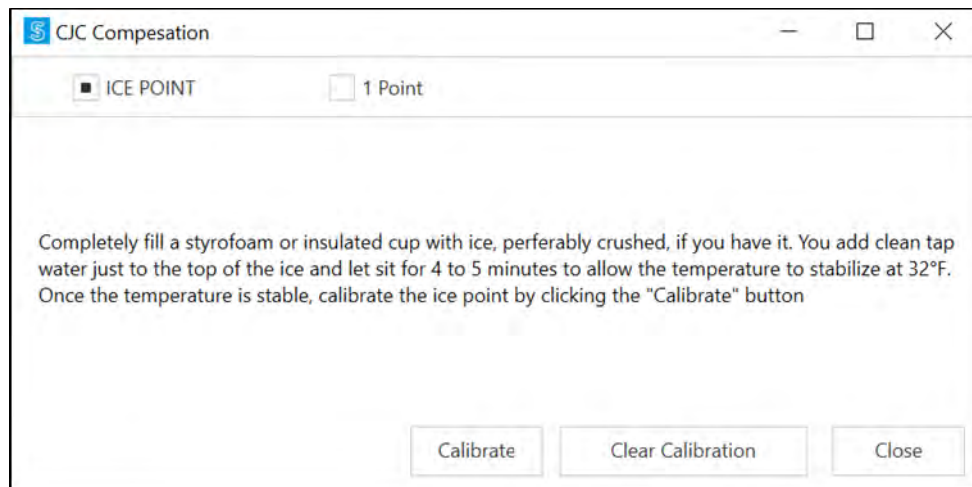 CJC Compesation
ICE POINT 1 Point
Completely fill a styrofoam or insulated cup with ice, perferably crushed, if you have it. You add clean tap
water just to the top of the ice and let sit for 4 to 5 minutes to allow the temperature to stabilize at 32°F.
Once the temperature is stable, calibrate the ice point by clicking the "Calibrate" button
Calibrate Clear Calibration Close